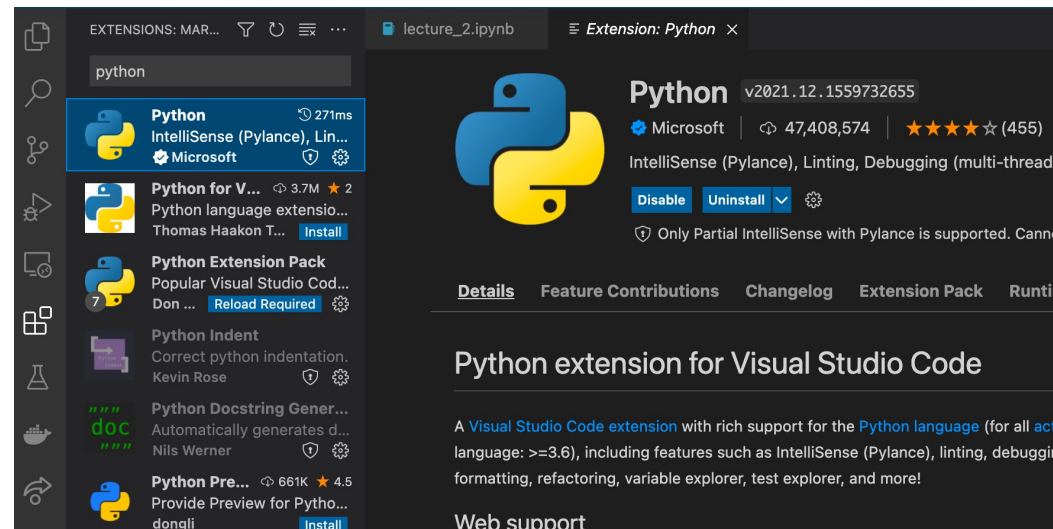 EXTENSIONS: MAR...
lecture_2.ipynb
Extension: Python
python
Python
271ms
IntelliSense (Pylance), Lin...
Microsoft
Python for V...
3.7M
2
Python language extensio...
Thomas Haakon T...
Install
Python Extension Pack
Popular Visual Studio Cod...
7
Don ...
Reload Required
Python Indent
Correct python indentation.
Kevin Rose
doc
Python Docstring Gener...
Automatically generates d...
Nils Werner
Python Pre...
661K
4.5
Provide Preview for Pytho...
dongli
Install
Python
v2021.12.1559732655
Microsoft
47,408,574
(455)
IntelliSense (Pylance), Linting, Debugging (multi-thread
Disable
Uninstall
Only Partial IntelliSense with Pylance is supported. Canno
Details
Feature Contributions
Changelog
Extension Pack
Runti
Python extension for Visual Studio Code
A Visual Studio Code extension with rich support for the Python language (for all act
language: >=3.6), including features such as IntelliSense (Pylance), linting, debuggin
formatting, refactoring, variable explorer, test explorer, and more!
Web support